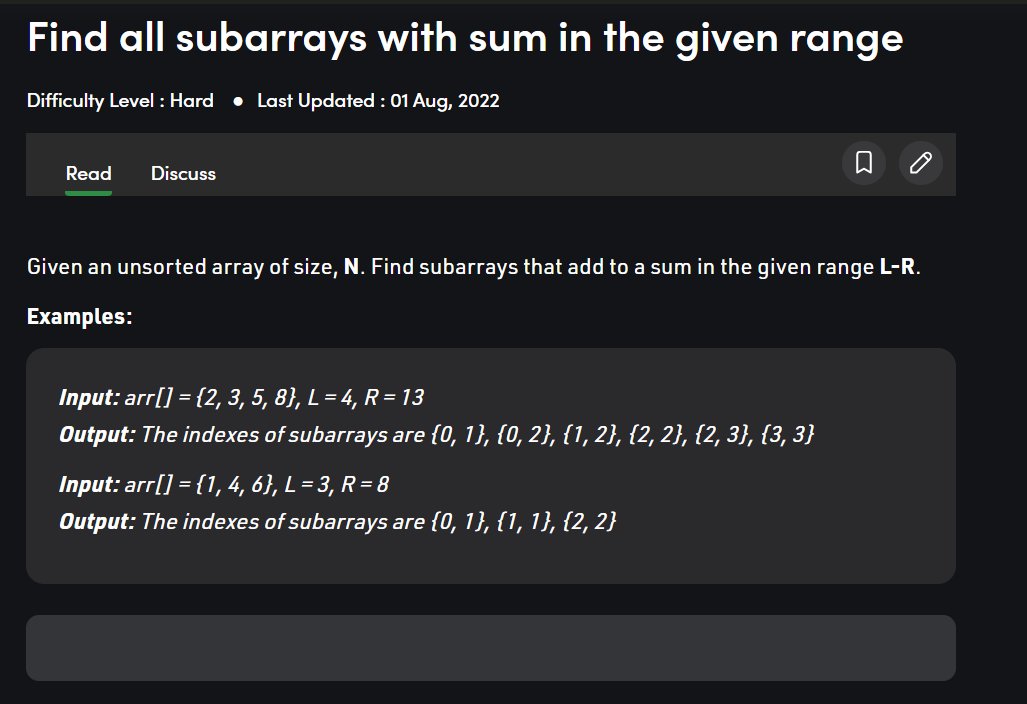 Find all subarrays with sum in the given range
Difficulty Level : Hard ● Last Updated : 01 Aug, 2022
Read Discuss
Given an unsorted array of size, N. Find subarrays that add to a sum in the given range L-R.
Examples:
Input: arr[] = {2, 3, 5, 8}, L = 4, R = 13
Output: The indexes of subarrays are {0, 1}, {0, 2}, {1, 2}, {2, 2}, {2, 3}, {3, 3}
Input: arr[] = {1, 4, 6}, L = 3, R = 8
Output: The indexes of subarrays are {0, 1}, {1, 1}, {2, 2}